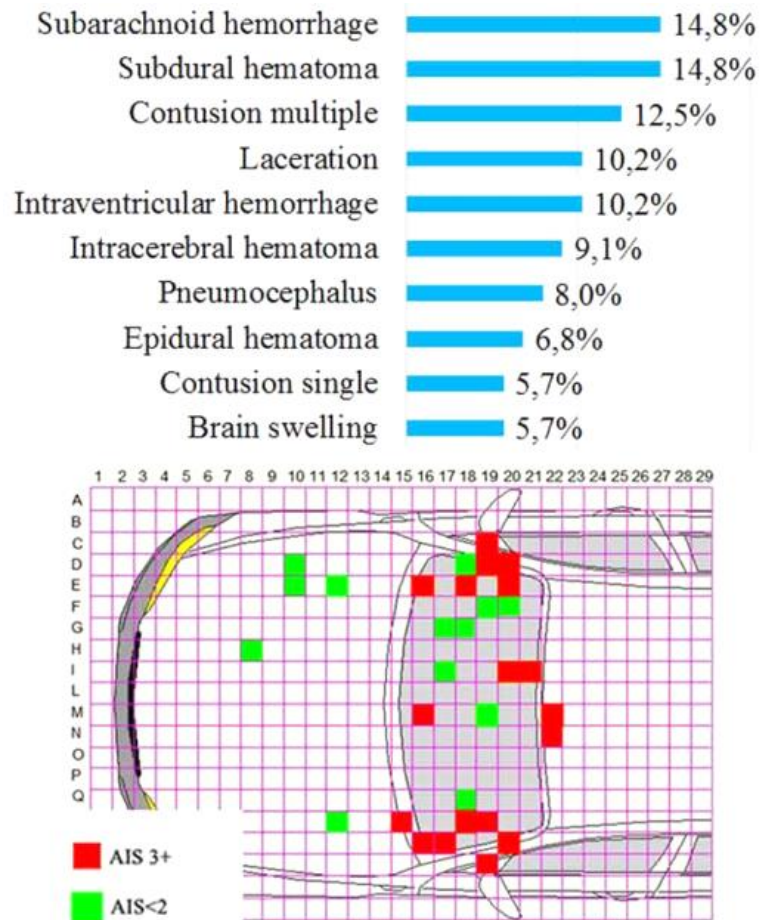 Subarachnoid hemorrhage 14,8%
Subdural hematoma 14,8%
Contusion multiple 12,5%
Laceration 10,2%
Intraventricular hemorrhage 10,2%
Intracerebral hematoma 9,1%
Pneumocephalus 8,0%
Epidural hematoma 6,8%
Contusion single 5,7%
Brain swelling 5,7%
1 2 3 4 5 6 7 8 9 10 11 12 13 14 15 16 17 18 19 20 21 22 23 24 25 26 27 28 29
A
B
C
D
E
F
G
H
I
L
M
N
O
P
Q
AIS 3+
AIS<2